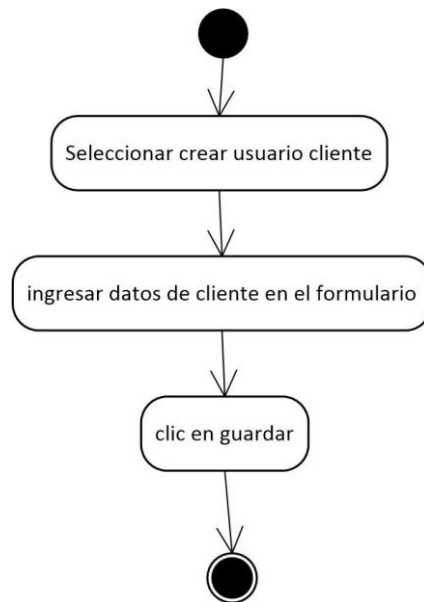 Seleccionar crear usuario cliente
ingresar datos de cliente en el formulario
clic en guardar